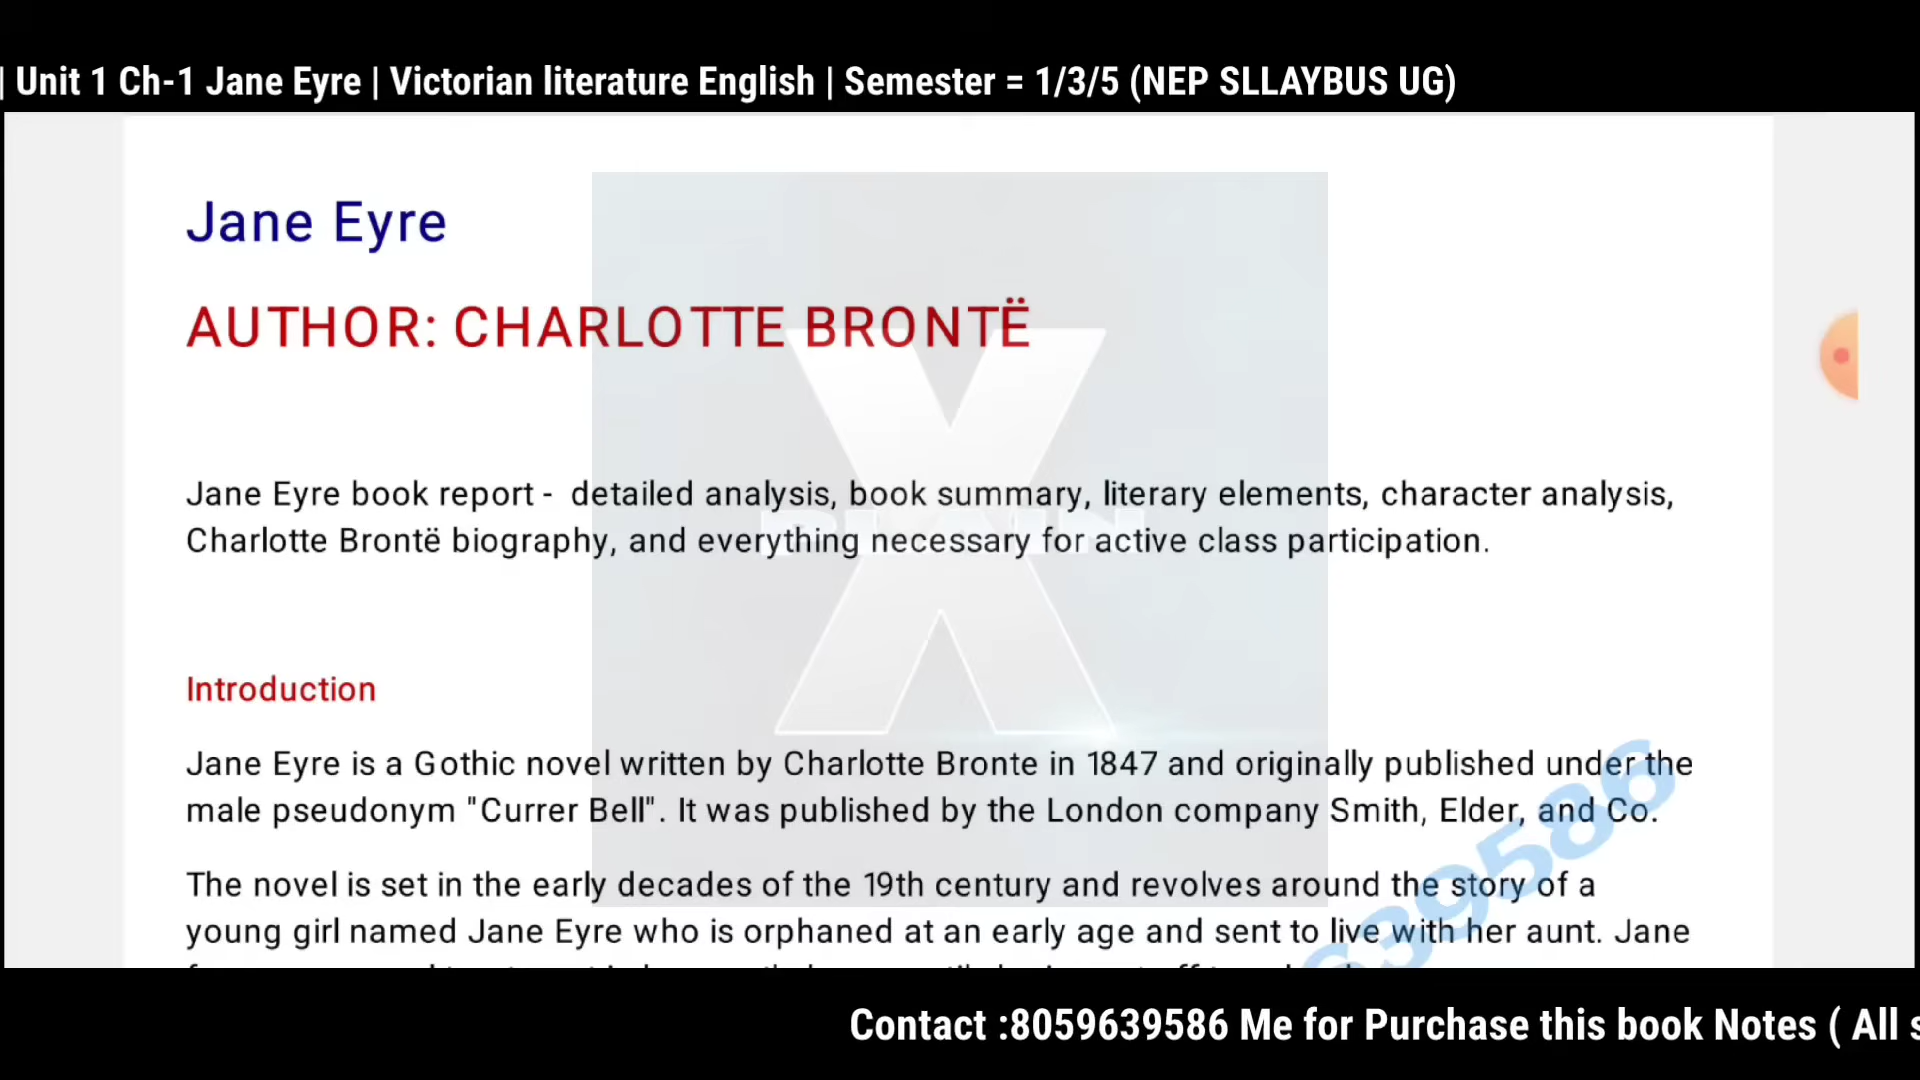 | Unit 1 Ch-1 Jane Eyre | Victorian literature English | Semester = 1/3/5 (NEP SLLAYBUS UG)
Jane Eyre
AUTHOR: CHARLOTTE BRONTË
X
PLAIN
Jane Eyre book report - detailed analysis, book summary, literary elements, character analysis,
Charlotte Brontë biography, and everything necessary for active class participation.
Introduction
Jane Eyre is a Gothic novel written by Charlotte Bronte in 1847 and originally published under the
male pseudonym "Currer Bell". It was published by the London company Smith, Elder, and Co.
The novel is set in the early decades of the 19th century and revolves around the story of a
young girl named Jane Eyre who is orphaned at an early age and sent to live with her aunt. Jane
639586
Contact :8059639586 Me for Purchase this book Notes ( All s